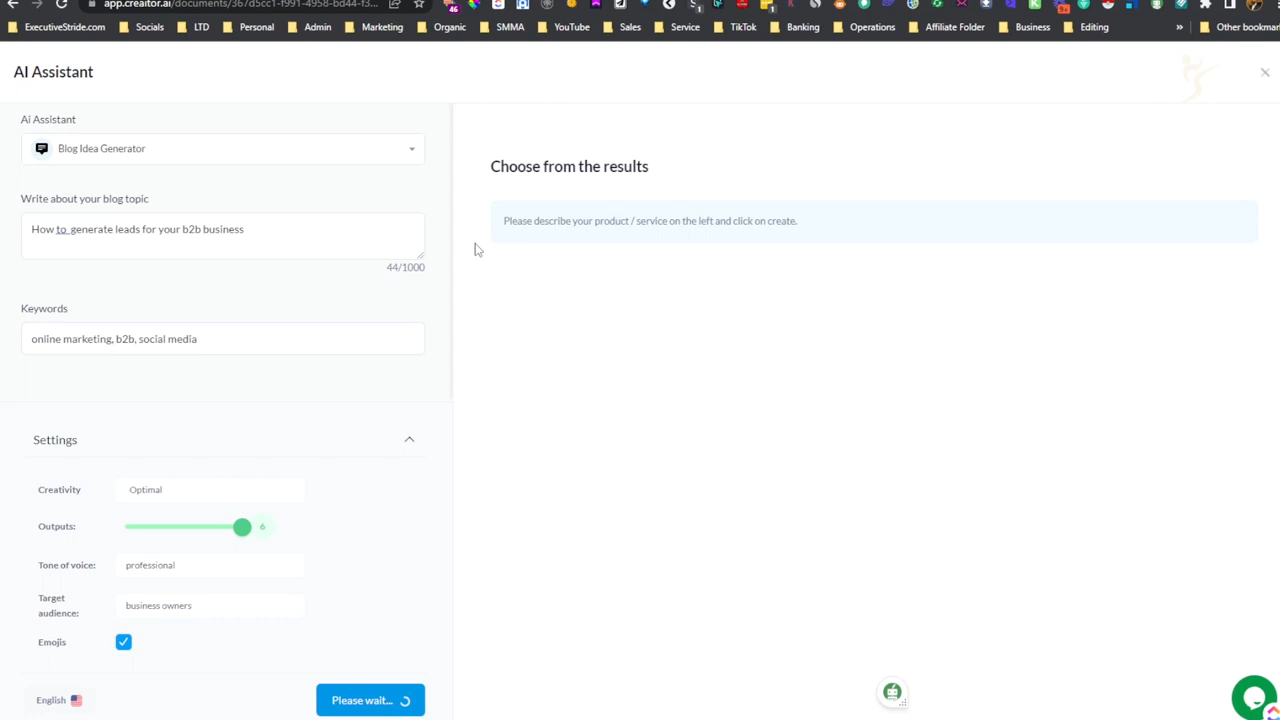 app.creaitor.ai/documents/367d5cc1-f991-4958-bd44-f3...
ExecutiveStride.com Socials LTD Personal Admin Marketing Organic SMMA YouTube Sales Service TikTok Banking Operations Affiliate Folder Business Editing » Other bookmar
AI Assistant
Ai Assistant
Blog Idea Generator
Choose from the results
Write about your blog topic
Please describe your product / service on the left and click on create.
How to generate leads for your b2b business
44/1000
Keywords
online marketing, b2b, social media
Settings
Creativity Optimal
Outputs: 6
Tone of voice: professional
Target
audience: business owners
Emojis
English Please wait...